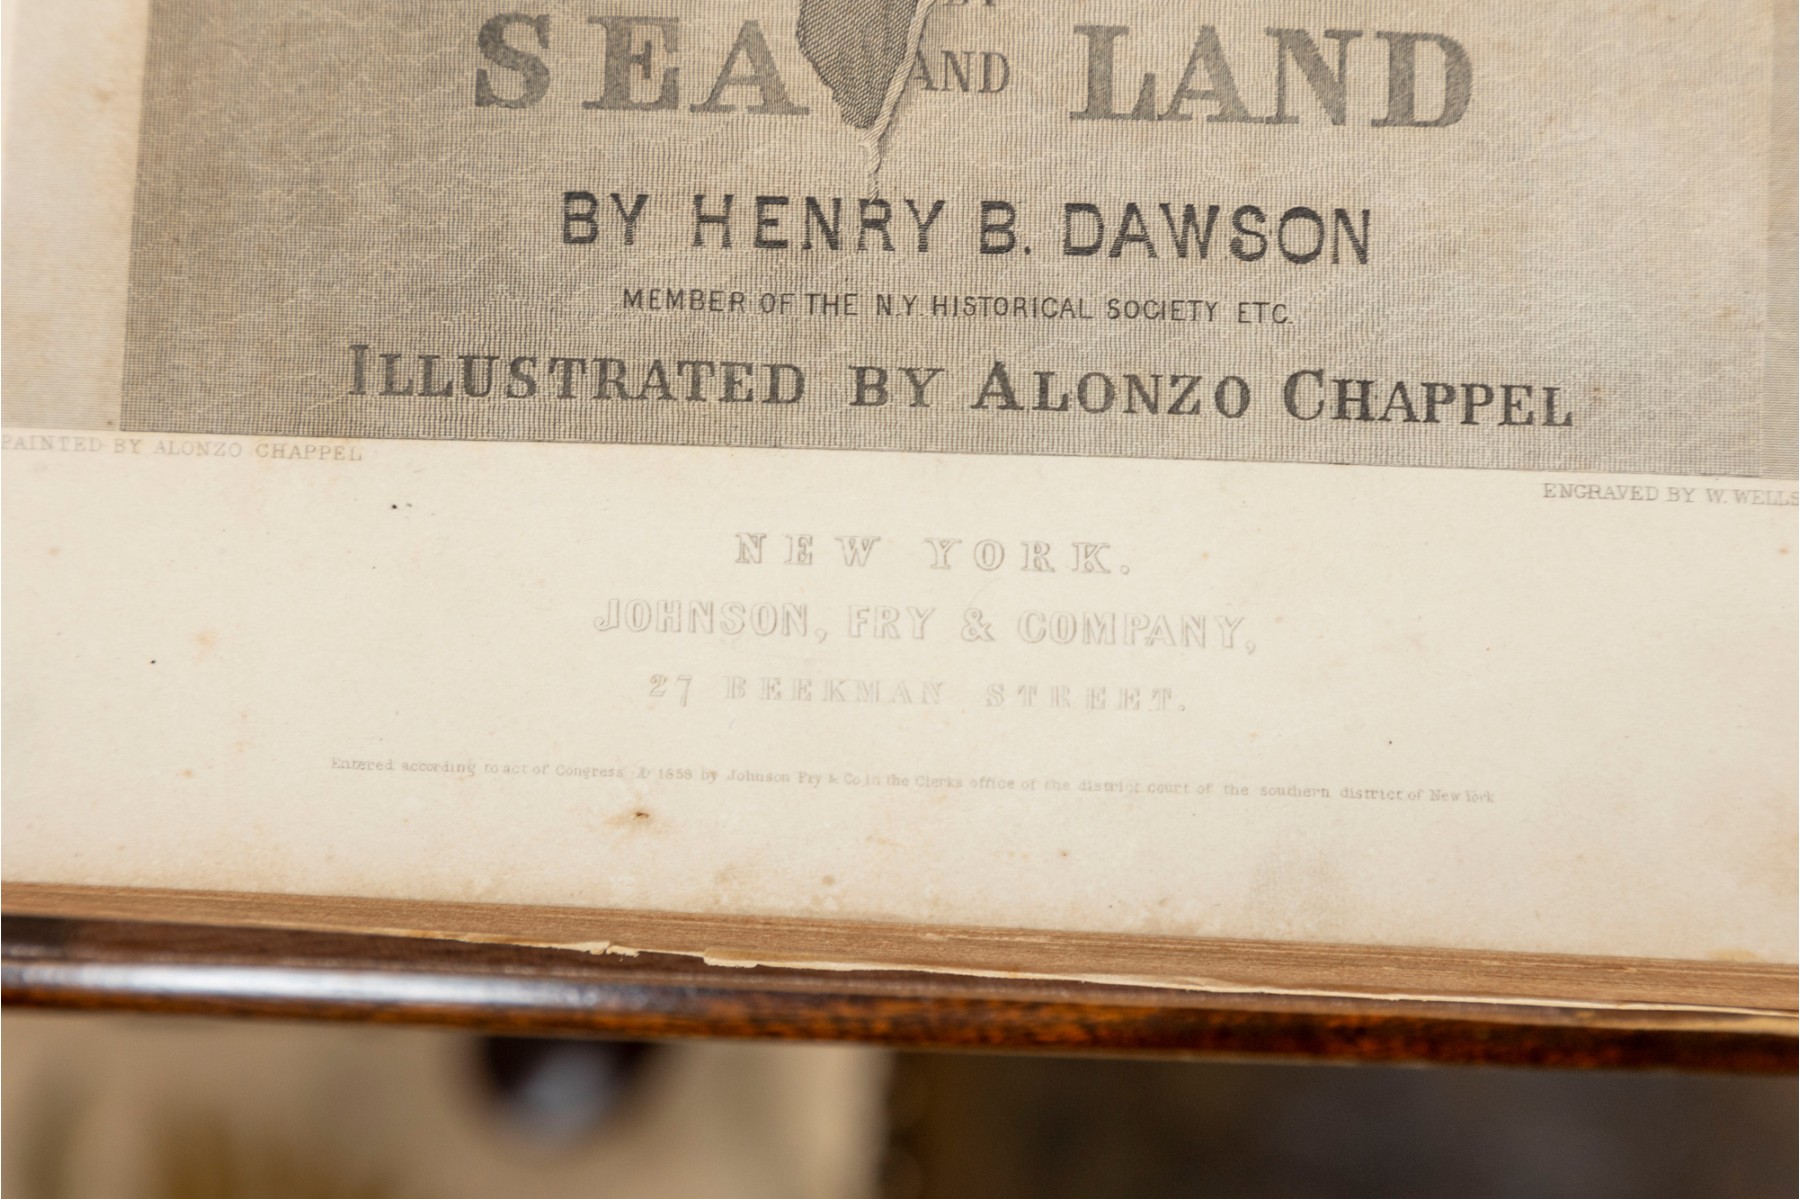 SEA AND LAND
BY HENRY B. DAWSON
MEMBER OF THE N.Y. HISTORICAL SOCIETY ETC.
ILLUSTRATED BY ALONZO CHAPPEL
PAINTED BY ALONZO CHAPPEL
ENGRAVED BY W. WELLS
NEW YORK.
JOHNSON, FRY & COMPANY,
27 BEEKMAN STREET.
Entered according to act of Congress 1858 by Johnson Fry & Co in the Clerks office of the district court of the southern district of New York